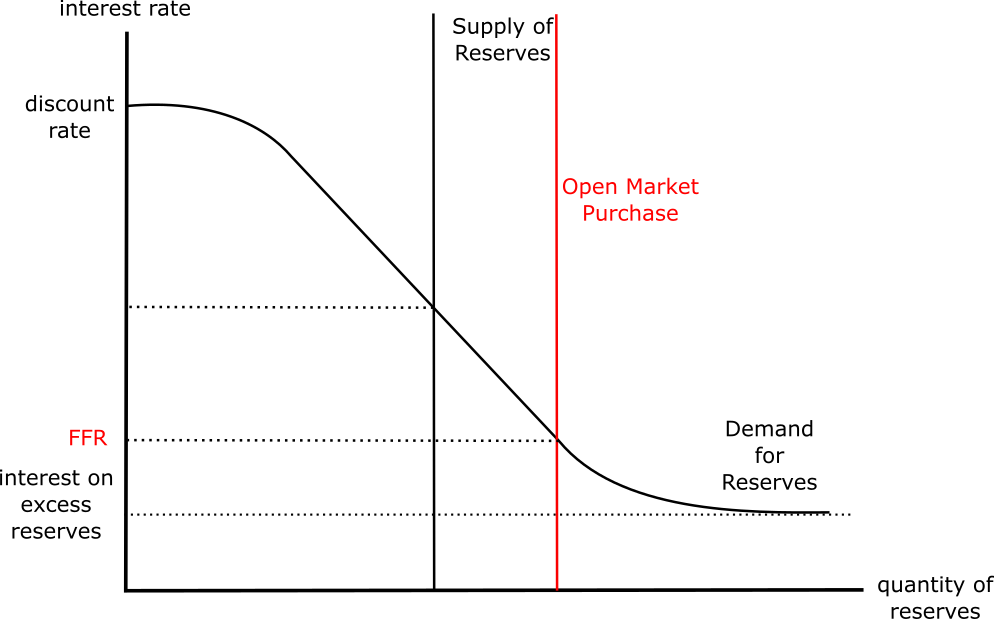 interest rate
Supply of
Reserves
discount
rate
Open Market
Purchase
FFR
Demand
for
Reserves
interest on
excess
reserves
quantity of
reserves